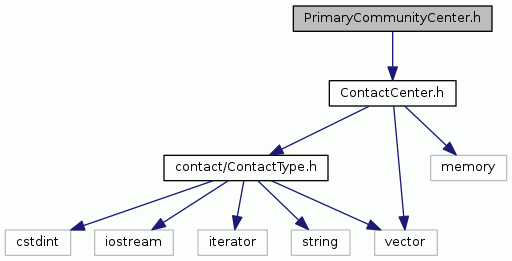 PrimaryCommunityCenter.h
ContactCenter.h
contact/ContactType.h
memory
cstdint
iostream
iterator
string
vector